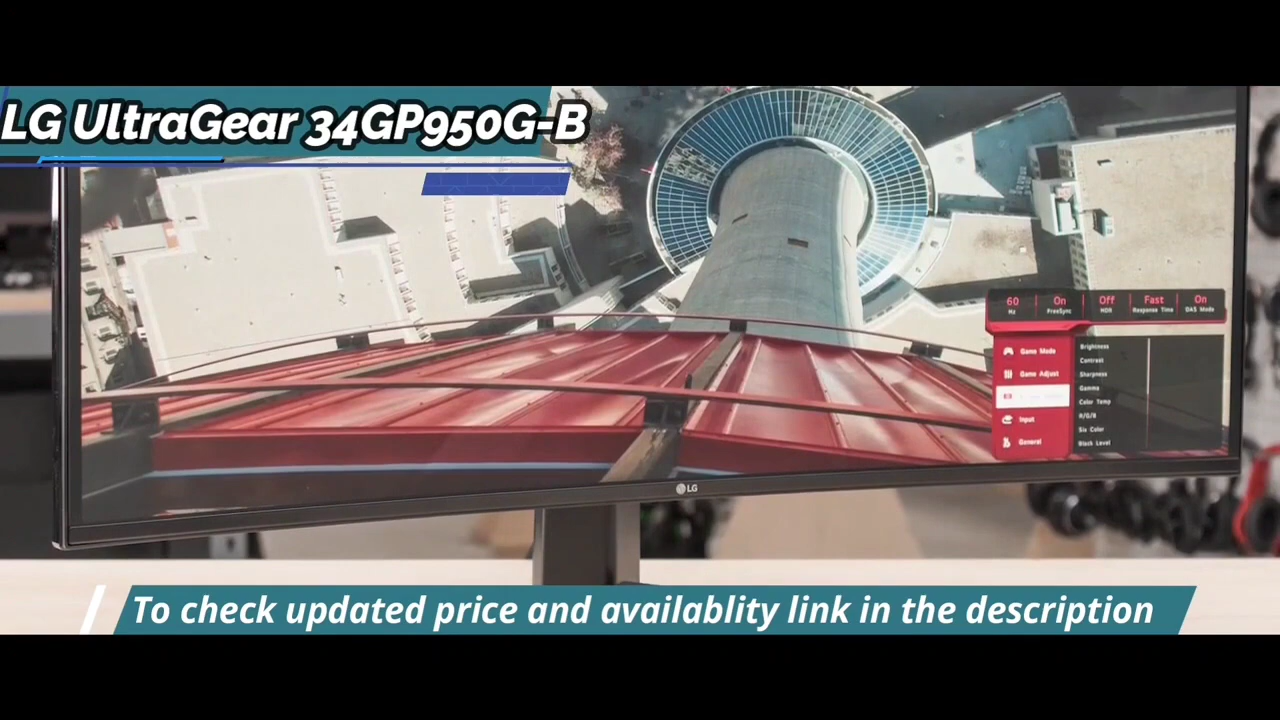 LG UltraGear 34GP950G-B
60 On Off Fast On
Hz FreeSync HDR Response Time DAS Mode
Game Mode
Game Adjust
Input
General
Brightness
Contrast
Sharpness
Gamma
Color Temp
R/G/B
Six Color
Black Level
LG
To check updated price and availablity link in the description